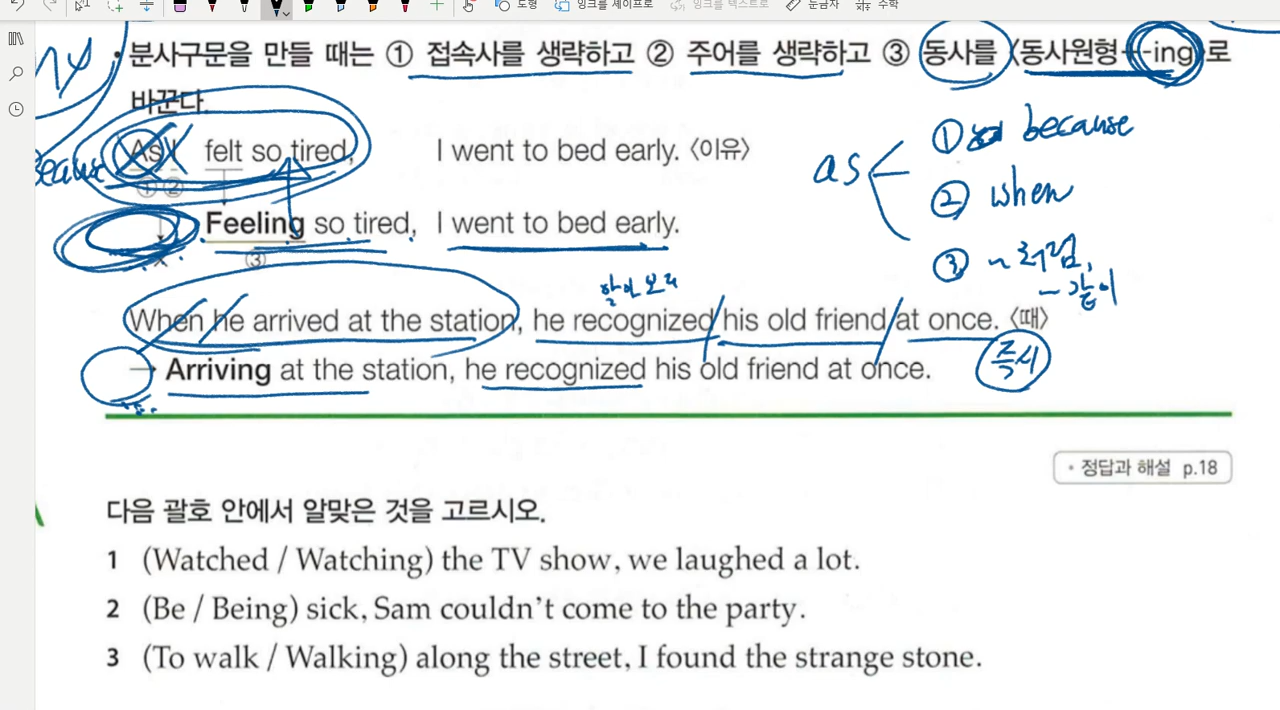 도형 잉크를 셰이프로 잉크를 텍스트로 눈금자 수학
• 분사구문을 만들 때는 ① 접속사를 생략하고 ② 주어를 생략하고 ③ 동사를 〈동사원형+-ing〉로
바꾼다.
As I felt so tired, I went to bed early. 〈이유〉
① ②
Feeling so tired, I went to bed early.
③
as
① because
② when
③ ~처럼,
~같이
알아보다
When he arrived at the station, he recognized his old friend at once. 〈때〉
즉시
→ Arriving at the station, he recognized his old friend at once.
• 정답과 해설 p.18
다음 괄호 안에서 알맞은 것을 고르시오.
1 (Watched / Watching) the TV show, we laughed a lot.
2 (Be / Being) sick, Sam couldn't come to the party.
3 (To walk / Walking) along the street, I found the strange stone.